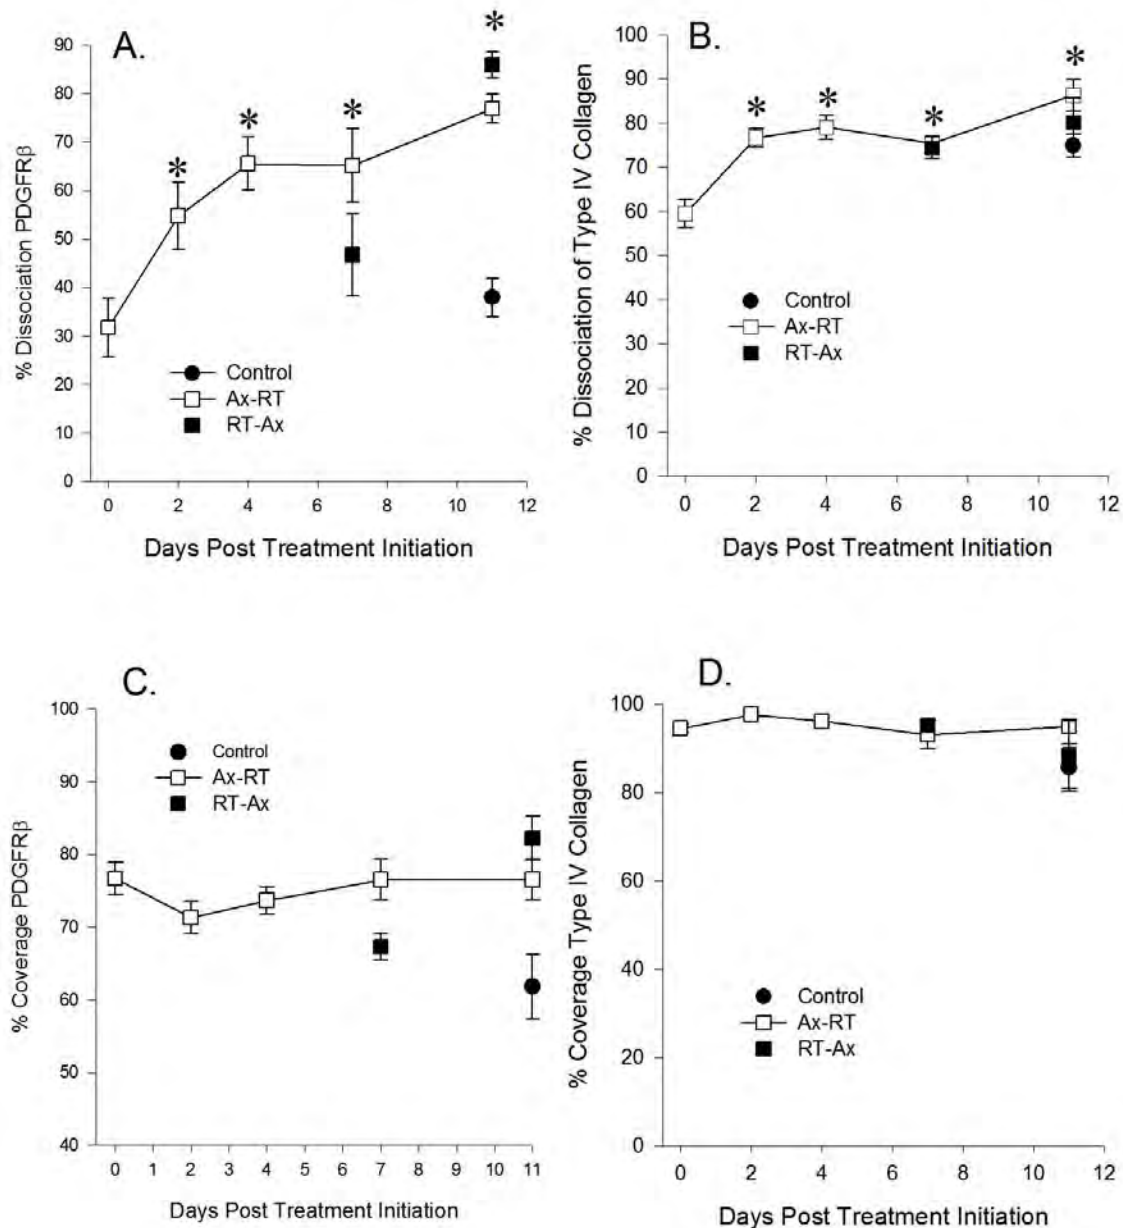 A.
*
*
*
*
% Dissociation PDGFRβ
90
80
70
60
50
40
30
20
10
0
Control
Ax-RT
RT-Ax
0 2 4 6 8 10 12
Days Post Treatment Initiation
B.
*
*
*
*
% Dissociation of Type IV Collagen
100
90
80
70
60
50
40
30
20
10
0
Control
Ax-RT
RT-Ax
0 2 4 6 8 10 12
Days Post Treatment Initiation
C.
% Coverage PDGFRβ
100
90
80
70
60
50
40
Control
Ax-RT
RT-Ax
0 1 2 3 4 5 6 7 8 9 10 11
Days Post Treatment Initiation
D.
% Coverage Type IV Collagen
100
80
60
40
20
0
Control
Ax-RT
RT-Ax
0 2 4 6 8 10 12
Days Post Treatment Initiation